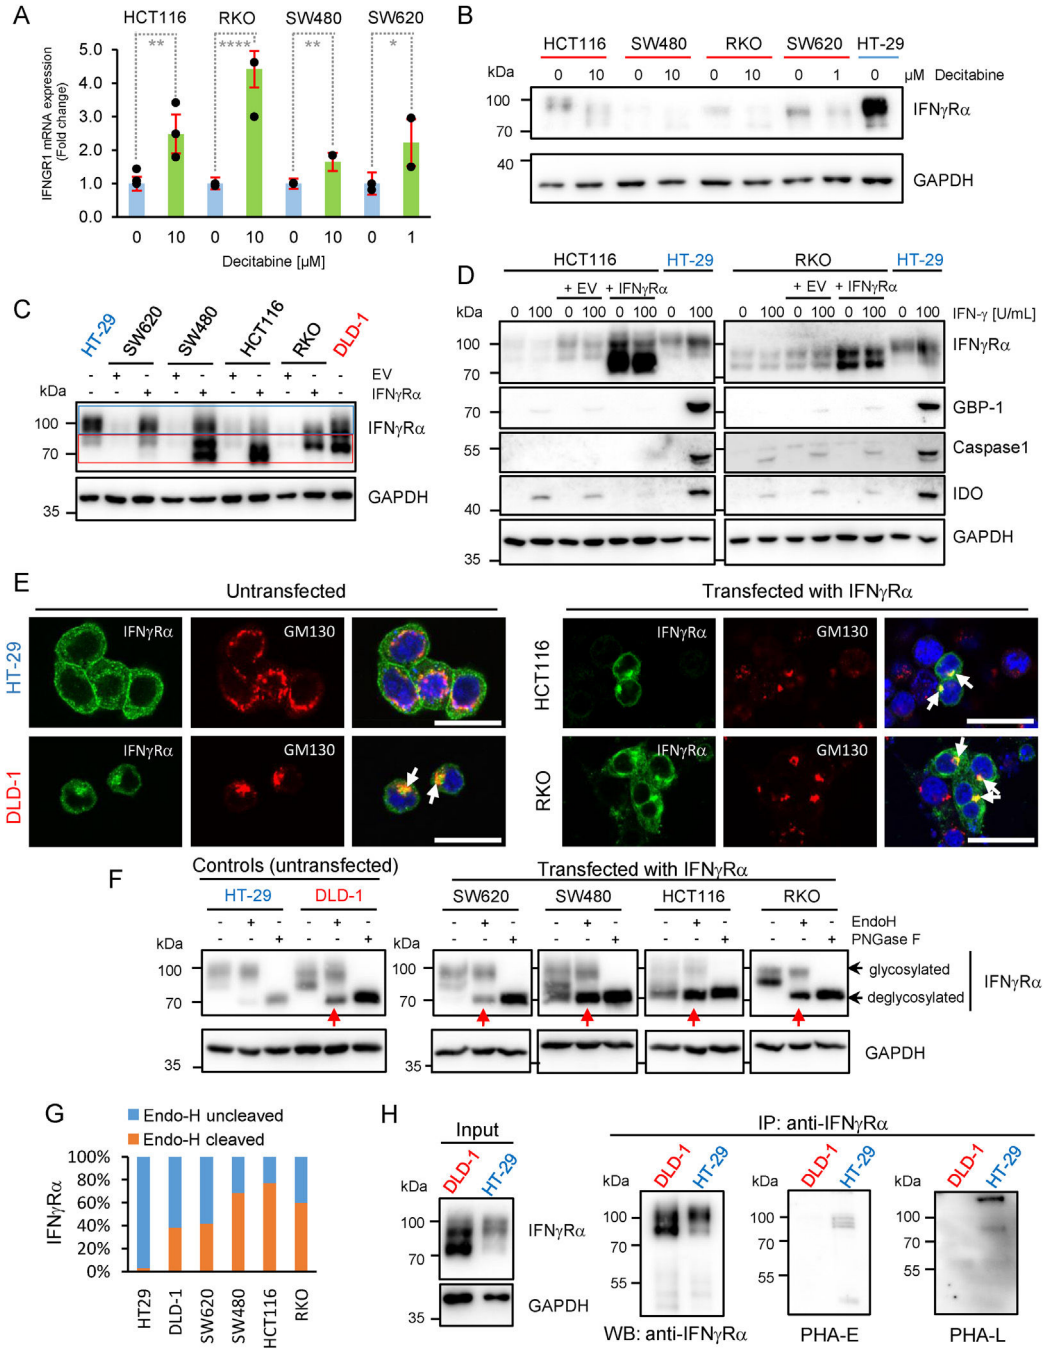 A
HCT116 RKO SW480 SW620
** **** ** *
IFNGR1 mRNA expression
(Fold change)
5.0
4.0
3.0
2.0
1.0
0.0
0 10 0 10 0 10 0 1
Decitabine [µM]
B
HCT116 SW480 RKO SW620 HT-29
kDa 0 10 0 10 0 10 0 1 0 µM Decitabine
100 IFNγRα
70
40
GAPDH
C
HT-29 SW620 SW480 HCT116 RKO DLD-1
- + - + - + - + - - EV
- - + - + - + - + - IFNγRα
kDa
100 IFNγRα
70
GAPDH
35
D
HCT116 HT-29 RKO HT-29
+ EV + IFNγRα + EV + IFNγRα
kDa 0 100 0 100 0 100 0 100 0 100 0 100 0 100 0 100 IFN-γ [U/mL]
100 IFNγRα
70
70 GBP-1
55 Caspase1
IDO
40
GAPDH
35
E
Untransfected Transfected with IFNγRα
HT-29 IFNγRα GM130 HCT116 IFNγRα GM130
DLD-1 IFNγRα GM130 RKO IFNγRα GM130
F
Controls (untransfected) Transfected with IFNγRα
HT-29 DLD-1 SW620 SW480 HCT116 RKO
- + - - + - - + - - + - - + - - + - EndoH
- - + - - + - - + - - + - - + - - + PNGase F
kDa kDa
100 100 glycosylated
IFNγRα
70 70 deglycosylated
GAPDH
35 35
G
Endo-H uncleaved
Endo-H cleaved
IFNγRα
100%
80%
60%
40%
20%
0%
HT29 DLD-1 SW620 SW480 HCT116 RKO
H
Input IP: anti-IFNγRα
DLD-1 HT-29 DLD-1 HT-29 DLD-1 HT-29 DLD-1 HT-29
kDa kDa kDa kDa
100 IFNγRα 100 100 100
70 70 70 70
55 55 55
GAPDH
35
WB: anti-IFNγRα PHA-E PHA-L